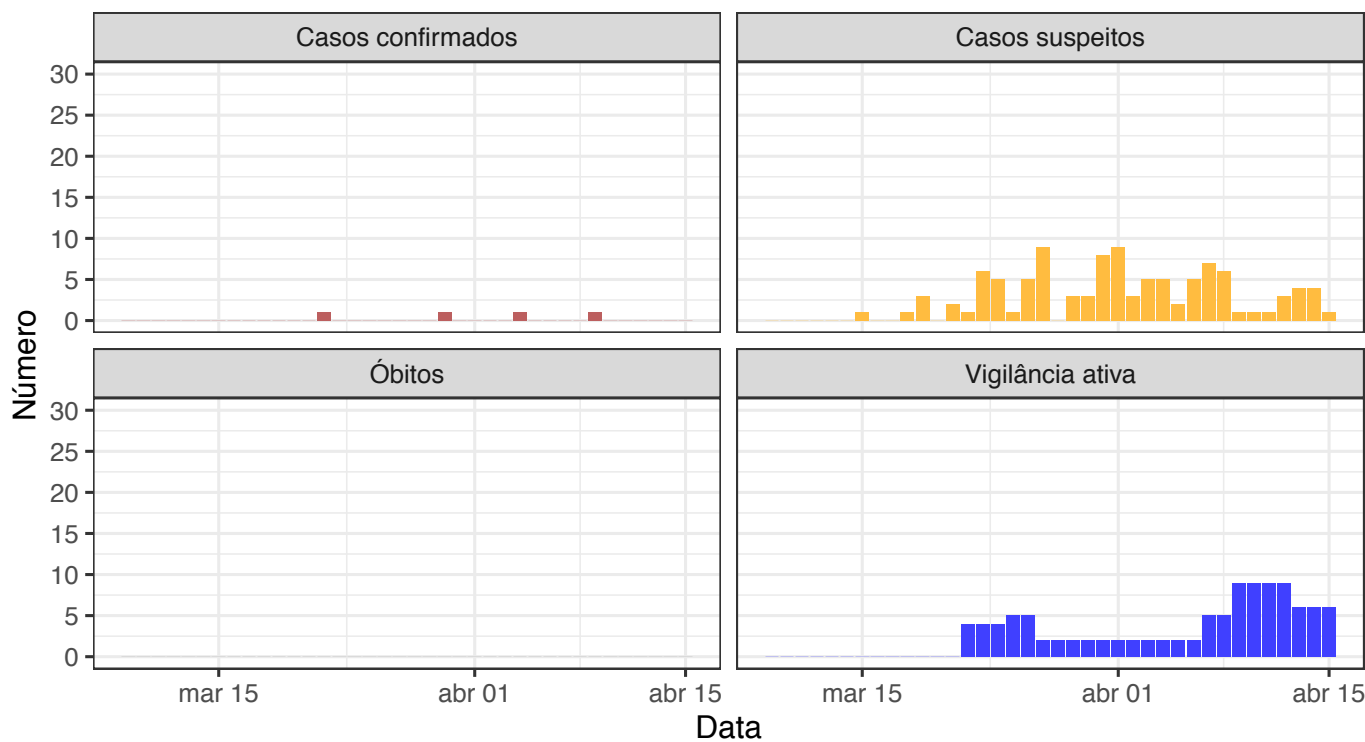 Casos confirmados
Casos suspeitos
30
25
20
15
10
5
0
Óbitos
Vigilância ativa
30
25
20
15
10
5
0
Número
mar 15
abr 01
abr 15
mar 15
abr 01
abr 15
Data